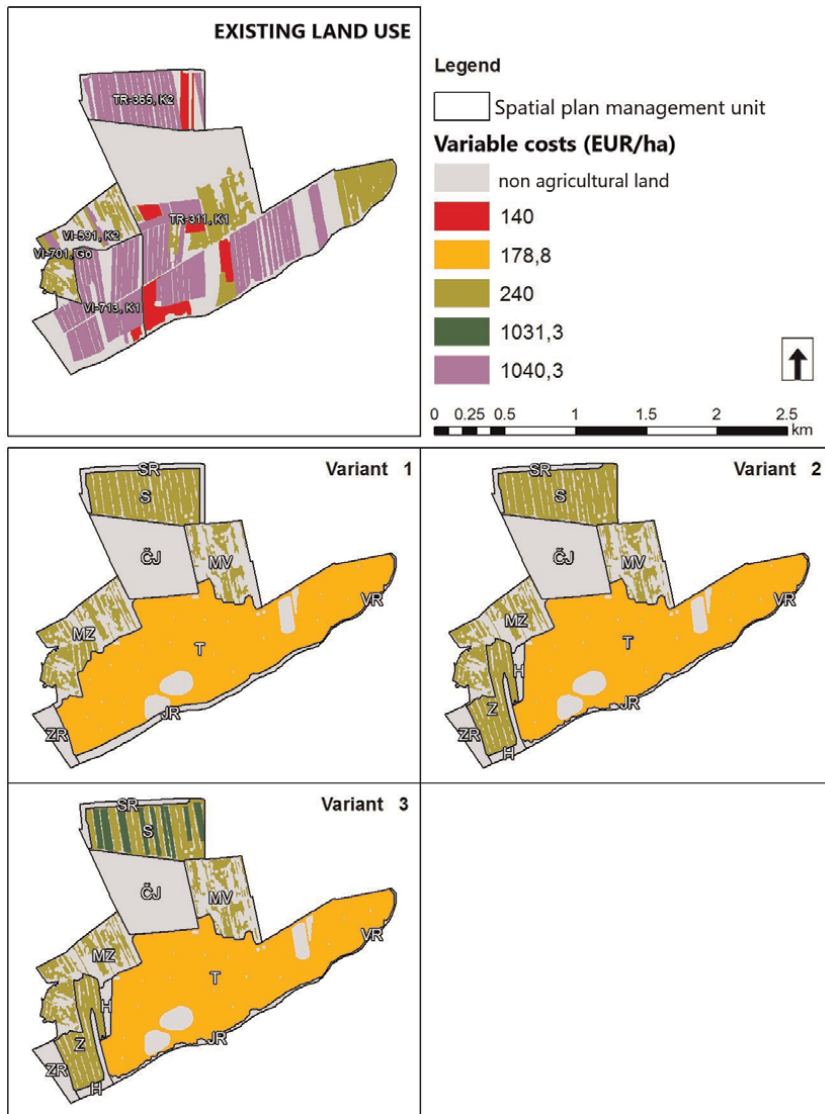 EXISTING LAND USE
TR-355, K2
TR-311, K1
VI-591, K2
VI-701, Go
VI-713, K1
Legend
Spatial plan management unit
Variable costs (EUR/ha)
non agricultural land
140
178,8
240
1031,3
1040,3
0 0.25 0.5 1 1.5 2 2.5
km
Variant 1
SR
S
ČJ
MV
VR
MZ
T
JR
ZR
Variant 2
SR
S
ČJ
MV
VR
MZ
T
H
Z
JR
ZR
H
Variant 3
SR
S
ČJ
MV
VR
MZ
T
H
Z
JR
ZR
H